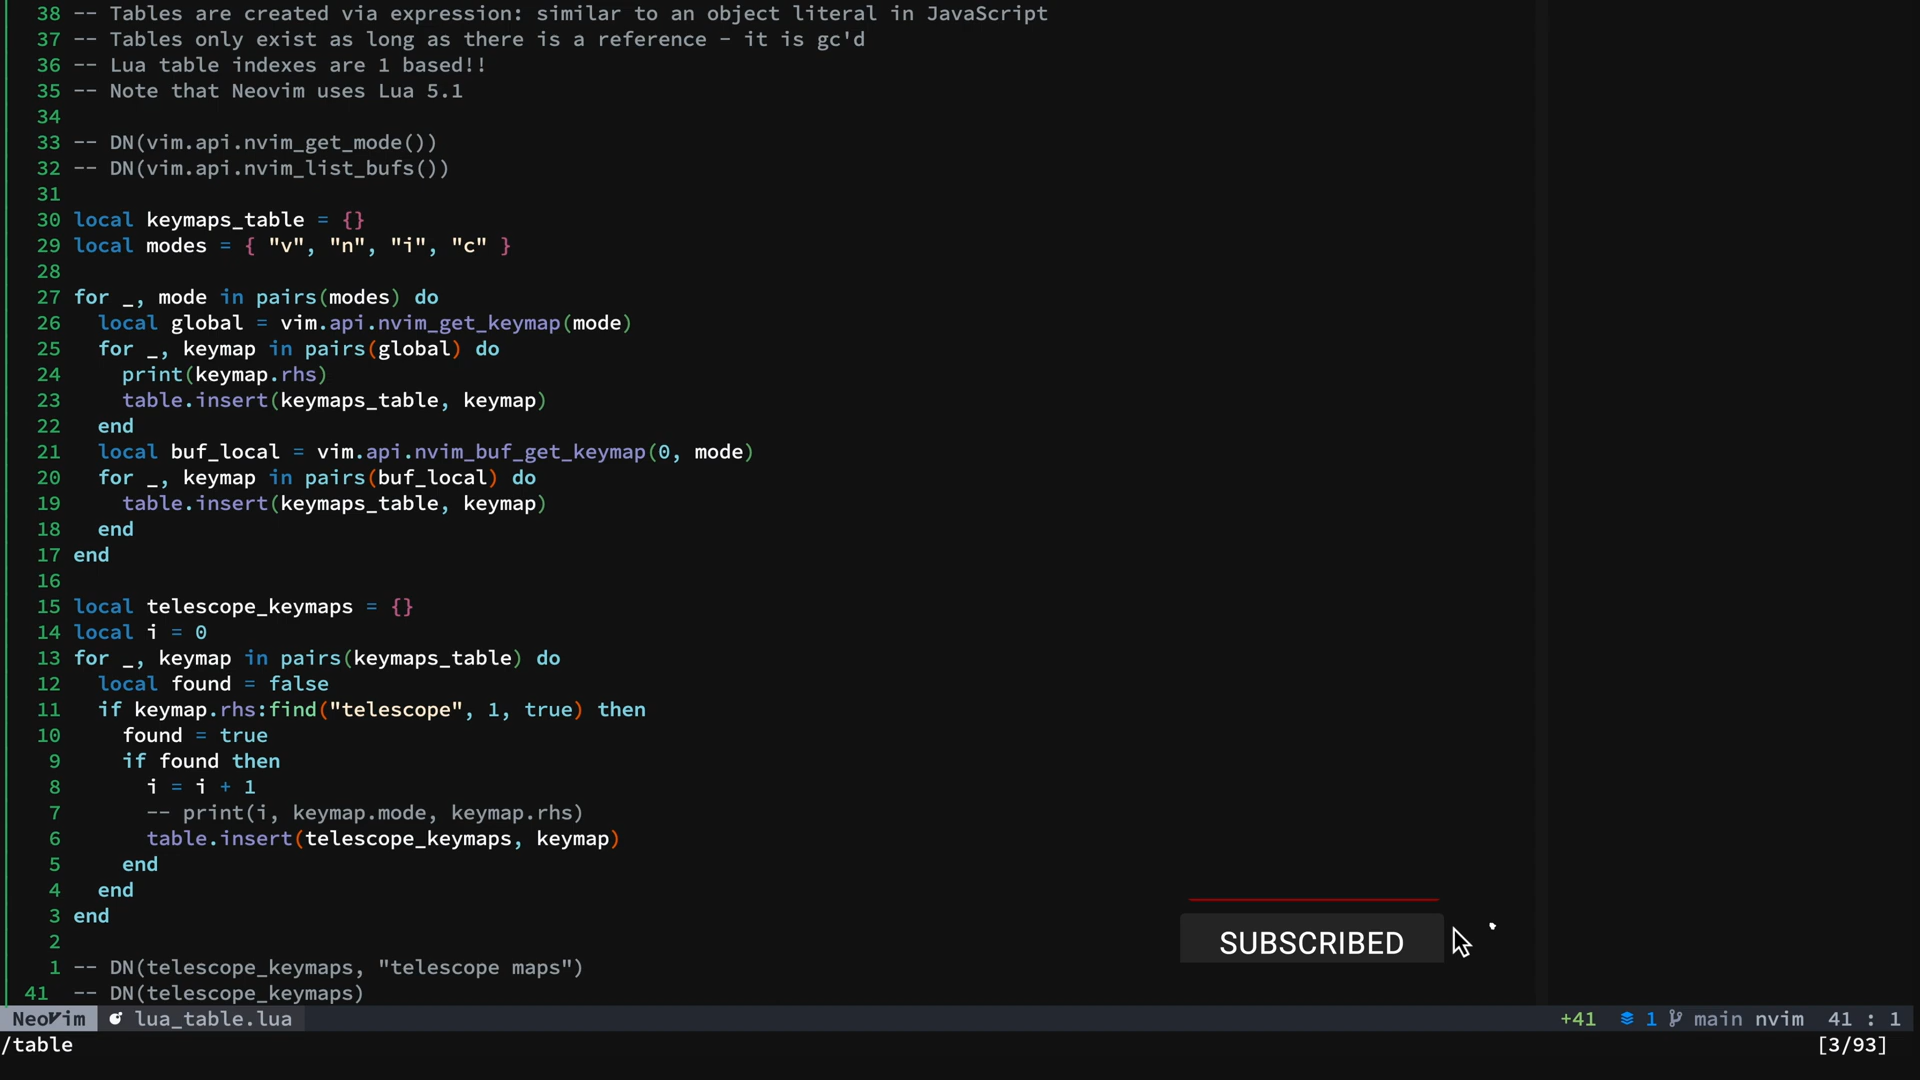 38 -- Tables are created via expression: similar to an object literal in JavaScript
37 -- Tables only exist as long as there is a reference - it is gc'd
36 -- Lua table indexes are 1 based!!
35 -- Note that Neovim uses Lua 5.1
34
33 -- DN(vim.api.nvim_get_mode())
32 -- DN(vim.api.nvim_list_bufs())
31
30 local keymaps_table = {}
29 local modes = { "v", "n", "i", "c" }
28
27 for _, mode in pairs(modes) do
26   local global = vim.api.nvim_get_keymap(mode)
25   for _, keymap in pairs(global) do
24     print(keymap.rhs)
23     table.insert(keymaps_table, keymap)
22   end
21   local buf_local = vim.api.nvim_buf_get_keymap(0, mode)
20   for _, keymap in pairs(buf_local) do
19     table.insert(keymaps_table, keymap)
18   end
17 end
16
15 local telescope_keymaps = {}
14 local i = 0
13 for _, keymap in pairs(keymaps_table) do
12   local found = false
11   if keymap.rhs:find("telescope", 1, true) then
10     found = true
9     if found then
8       i = i + 1
7       -- print(i, keymap.mode, keymap.rhs)
6       table.insert(telescope_keymaps, keymap)
5     end
4   end
3 end
2
1 -- DN(telescope_keymaps, "telescope maps")
41 -- DN(telescope_keymaps)
SUBSCRIBED
NeoVim lua_table.lua +41 1 main nvim 41 : 1
/table [3/93]